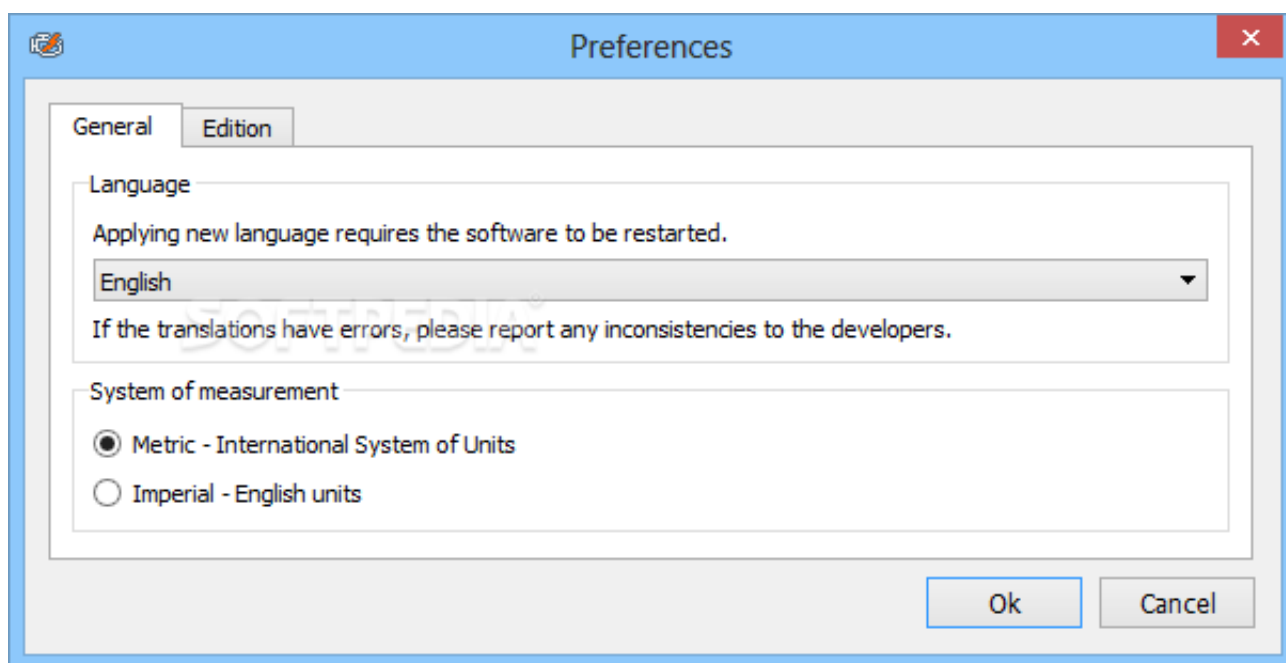 Preferences
General
Edition
Language
Applying new language requires the software to be restarted.
English
SOFTPEDIA®
If the translations have errors, please report any inconsistencies to the developers.
System of measurement
Metric - International System of Units
Imperial - English units
Ok
Cancel